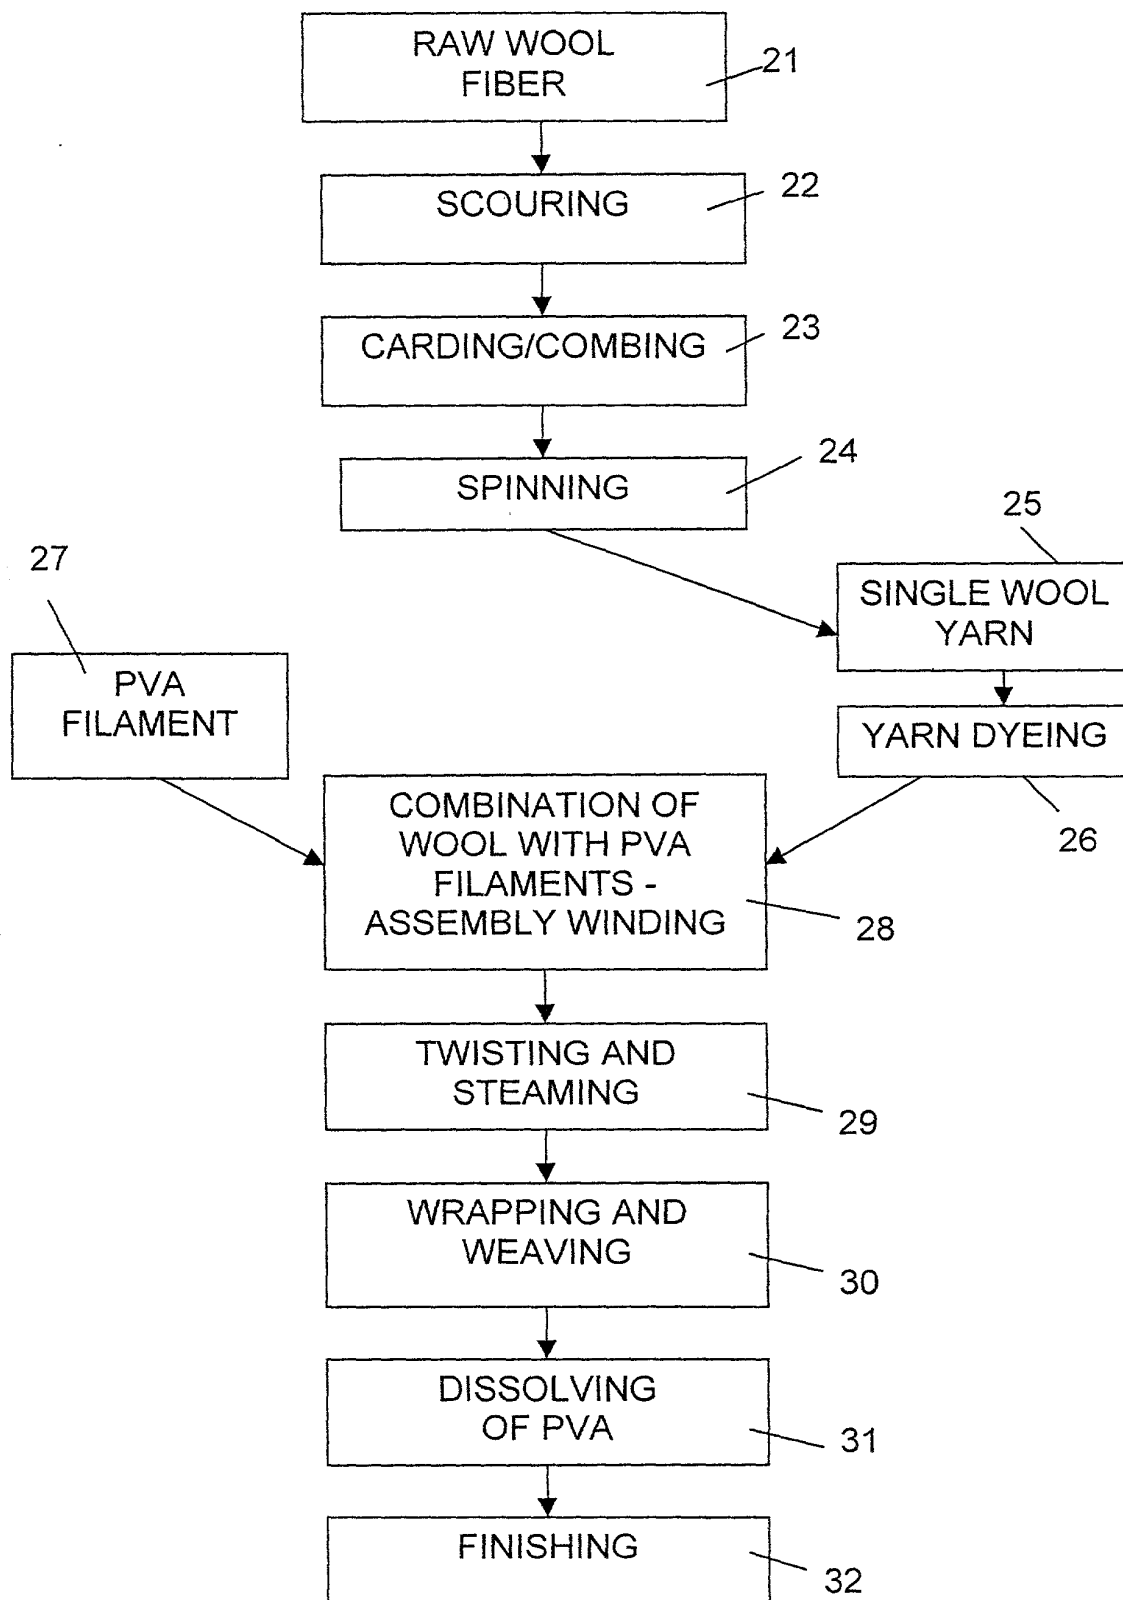 RAW WOOL
FIBER
21
SCOURING
22
CARDING/COMBING
23
SPINNING
24
25
SINGLE WOOL
YARN
27
PVA
FILAMENT
YARN DYEING
26
COMBINATION OF
WOOL WITH PVA
FILAMENTS -
ASSEMBLY WINDING
28
TWISTING AND
STEAMING
29
WRAPPING AND
WEAVING
30
DISSOLVING
OF PVA
31
FINISHING
32